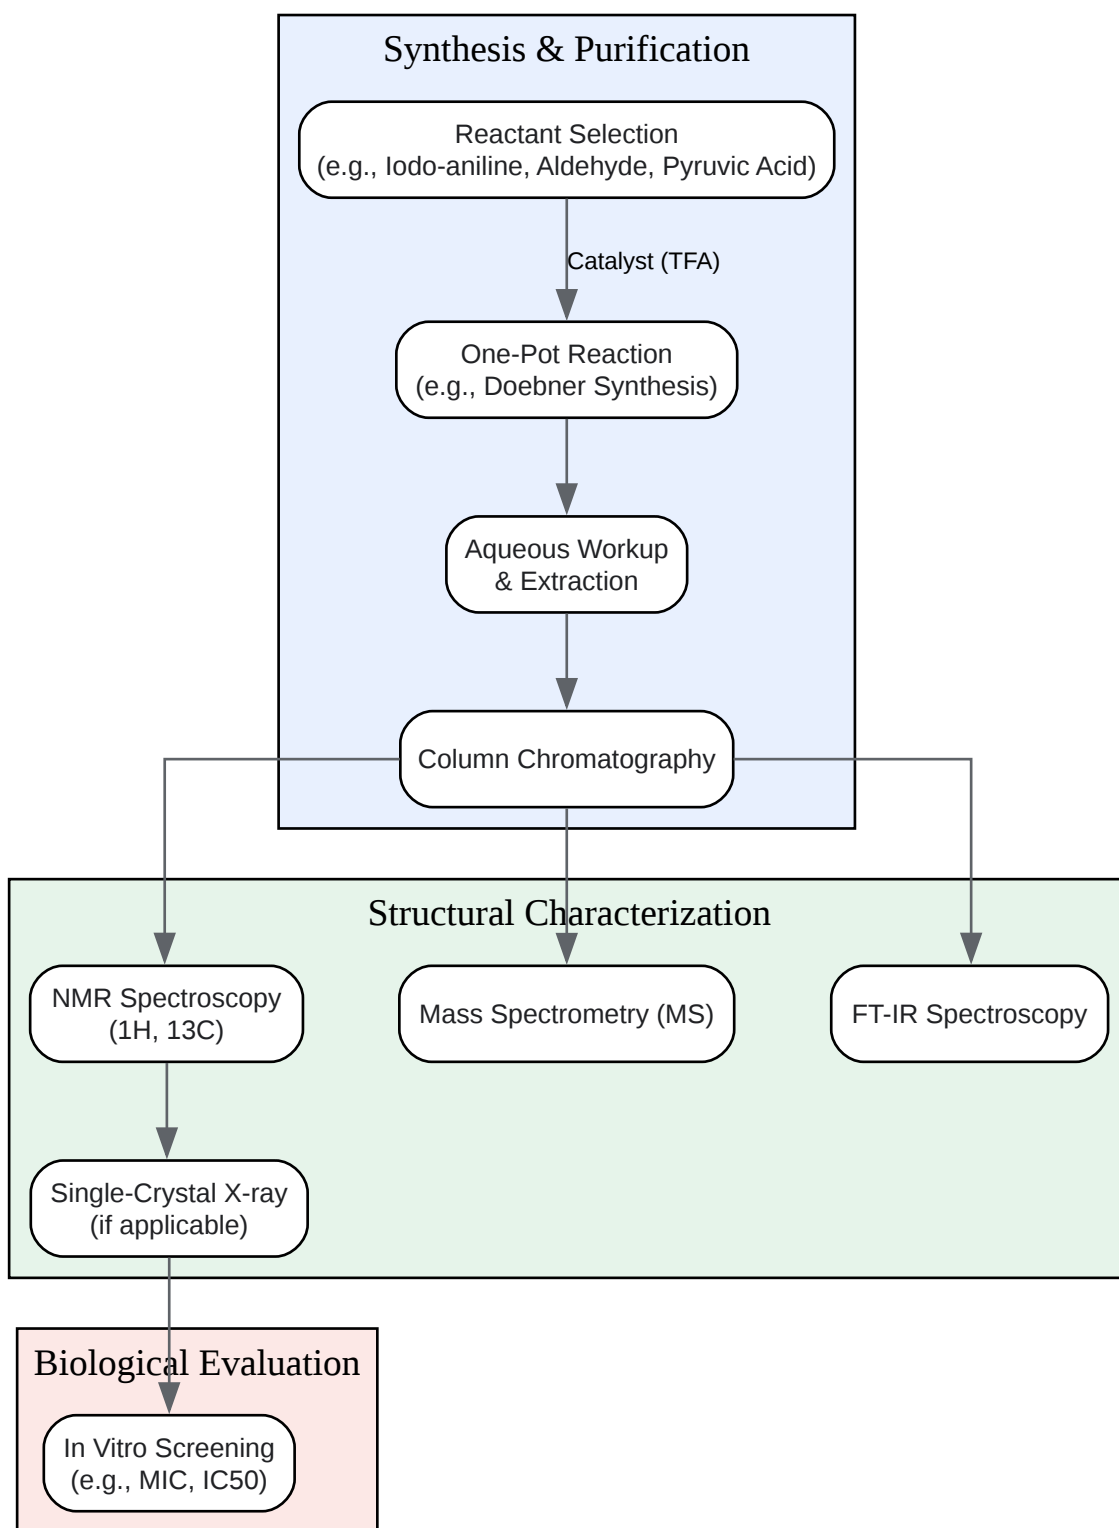 Synthesis & Purification
Reactant Selection
(e.g., Iodo-aniline, Aldehyde, Pyruvic Acid)
Catalyst (TFA)
One-Pot Reaction
(e.g., Doebner Synthesis)
Aqueous Workup
& Extraction
Column Chromatography
Structural Characterization
NMR Spectroscopy
(1H, 13C)
Mass Spectrometry (MS)
FT-IR Spectroscopy
Single-Crystal X-ray
(if applicable)
Biological Evaluation
In Vitro Screening
(e.g., MIC, IC50)